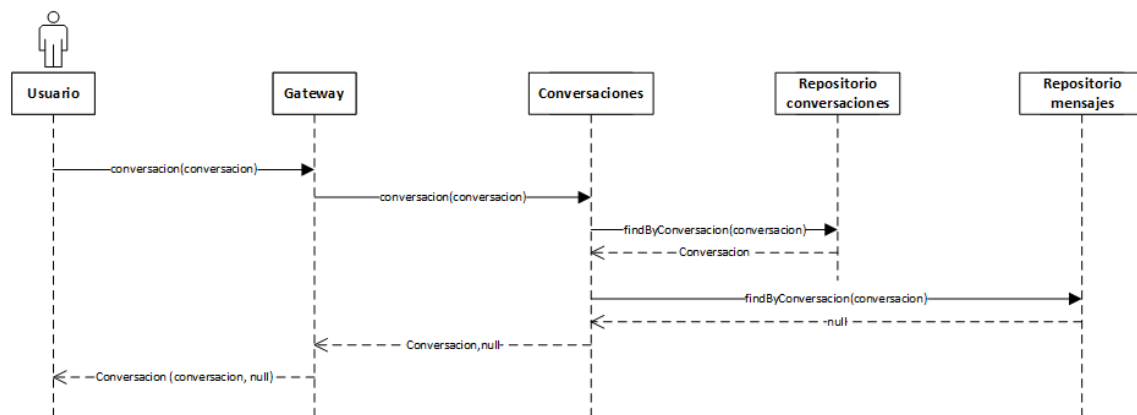 Usuario
Gateway
Conversaciones
Repositorio
conversaciones
Repositorio
mensajes
conversacion(conversacion)
conversacion(conversacion)
findByConversacion(conversacion)
Conversacion
findByConversacion(conversacion)
null
Conversacion,null
Conversacion (conversacion, null)